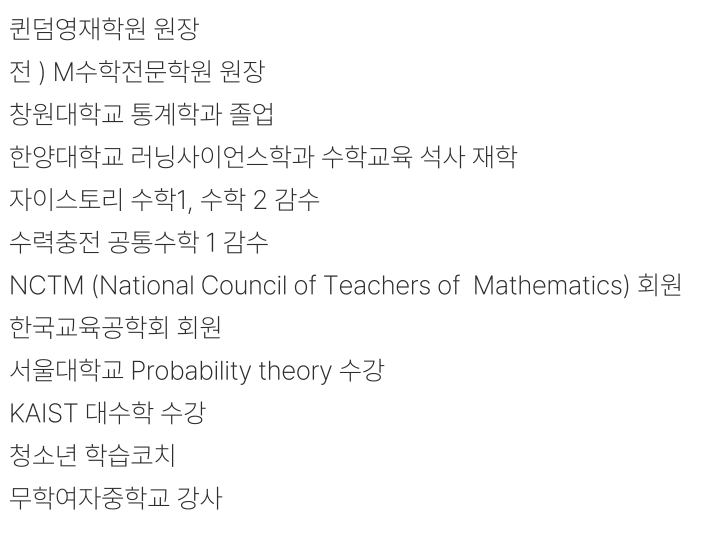 퀸덤영재학원 원장
전 ) M수학전문학원 원장
창원대학교 통계학과 졸업
한양대학교 러닝사이언스학과 수학교육 석사 재학
자이스토리 수학1, 수학 2 감수
수력충전 공통수학 1 감수
NCTM (National Council of Teachers of  Mathematics) 회원
한국교육공학회 회원
서울대학교 Probability theory 수강
KAIST 대수학 수강
청소년 학습코치
무학여자중학교 강사